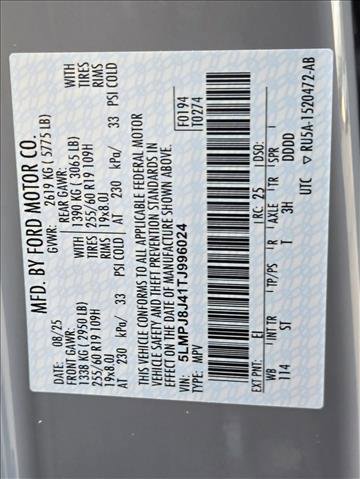 MFD. BY FORD MOTOR CO.
DATE: 08/25 GVWR: 2619 KG ( 5775 LB)
FRONT GAWR: REAR GAWR: WITH
1338 KG ( 2950 LB) 1390 KG ( 3065 LB) TIRES
255/60 R19 109H 255/60 R19 109H RIMS
19x8.0J 19x8.0J
AT 230 kPa/ 33 PSI COLD AT 230 kPa/ 33 PSI COLD
WITH
TIRES
RIMS
THIS VEHICLE CONFORMS TO ALL APPLICABLE FEDERAL MOTOR
VEHICLE SAFETY AND THEFT PREVENTION STANDARDS IN
EFFECT ON THE DATE OF MANUFACTURE SHOWN ABOVE.
VIN: 5LMPJ8J41TJ996024
TYPE: MPV
F0194
T0274
EXT PNT: EJ RC: 25 DSO:
WB INT TR TP/PS R AXLE TR SPR
114 ST T 3H DDDD
UTC RU5A-1520472-AB